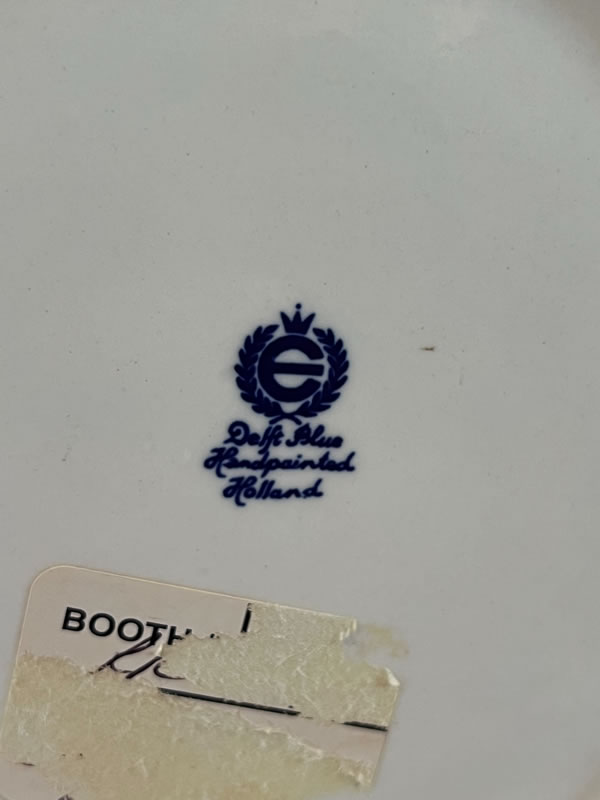 e
Delft Blue
Handpainted
Holland
BOOTH